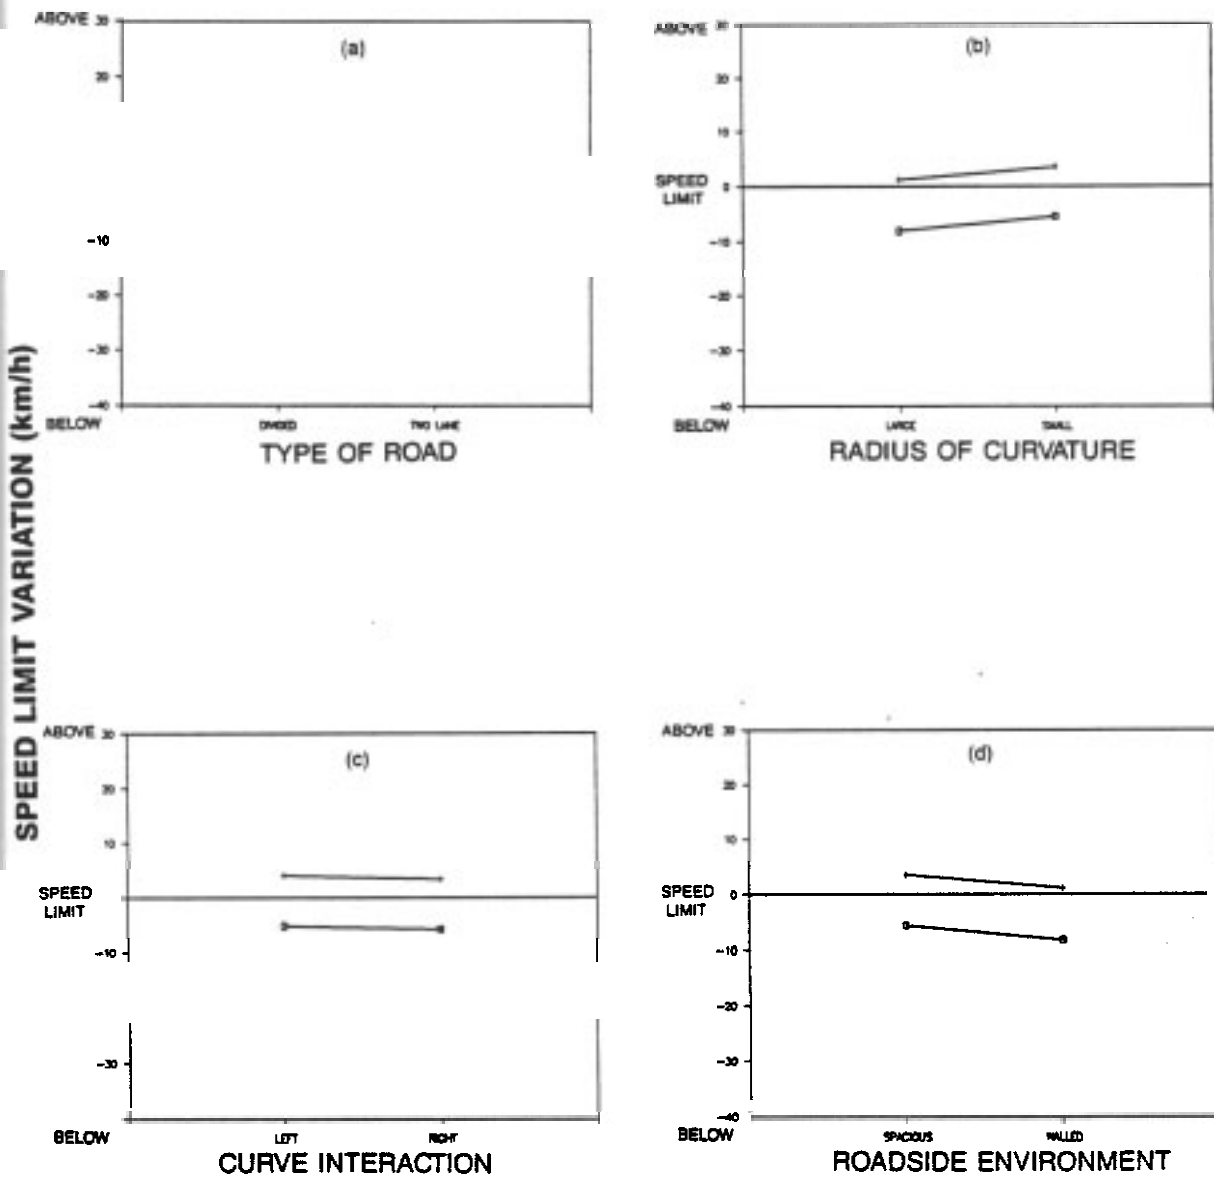 SPEED LIMIT VARIATION (km/h)
ABOVE 30
(a)
20
-10
-20
-30
-40
BELOW
DIVIDED TWO LANE
TYPE OF ROAD
ABOVE 30
(b)
20
10
SPEED 0
LIMIT
-10
-20
-30
-40
BELOW
LARGE SMALL
RADIUS OF CURVATURE
ABOVE 30
(c)
20
10
SPEED
LIMIT
-10
-30
BELOW
LEFT RIGHT
CURVE INTERACTION
ABOVE 30
(d)
20
10
SPEED 0
LIMIT
-10
-20
-30
-40
BELOW
SPACIOUS WALLED
ROADSIDE ENVIRONMENT